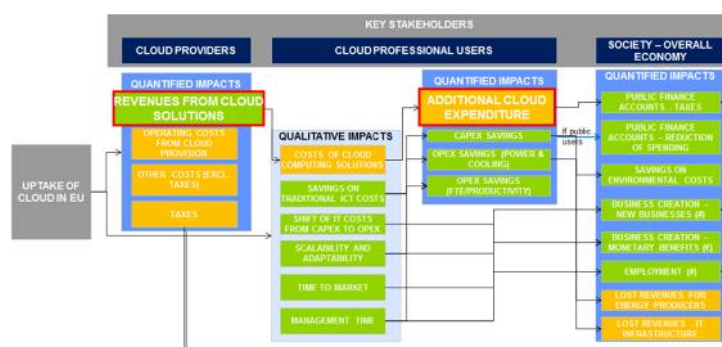 KEY STAKEHOLDERS
CLOUD PROVIDERS
CLOUD PROFESSIONAL USERS
SOCIETY – OVERALL
ECONOMY
QUANTIFIED IMPACTS
REVENUES FROM CLOUD
SOLUTIONS
OPERATING COSTS
FROM CLOUD
PROVISION
OTHER COSTS (EXCL.
TAXES)
TAXES
UPTAKE OF
CLOUD IN EU
QUALITATIVE IMPACTS
COSTS OF CLOUD
COMPUTING SOLUTIONS
SAVINGS ON
TRADITIONAL ICT COSTS
SHIFT OF IT COSTS
FROM CAPEX TO OPEX
SCALABILITY AND
ADAPTABILITY
TIME TO MARKET
MANAGEMENT TIME
QUANTIFIED IMPACTS
ADDITIONAL CLOUD
EXPENDITURE
CAPEX SAVINGS
OPEX SAVINGS (POWER &
COOLING)
OPEX SAVINGS
(FTE/PRODUCTIVITY)
If public
users
QUANTIFIED IMPACTS
PUBLIC FINANCE
ACCOUNTS - TAXES
PUBLIC FINANCE
ACCOUNTS – REDUCTION
OF SPENDING
SAVINGS ON
ENVIRONMENTAL COSTS
BUSINESS CREATION –
NEW BUSINESSES (#)
BUSINESS CREATION –
MONETARY BENEFITS (€)
EMPLOYMENT (#)
LOST REVENUES FOR
ENERGY PRODUCERS
LOST REVENUES - IT
INFRASTRUCTURE